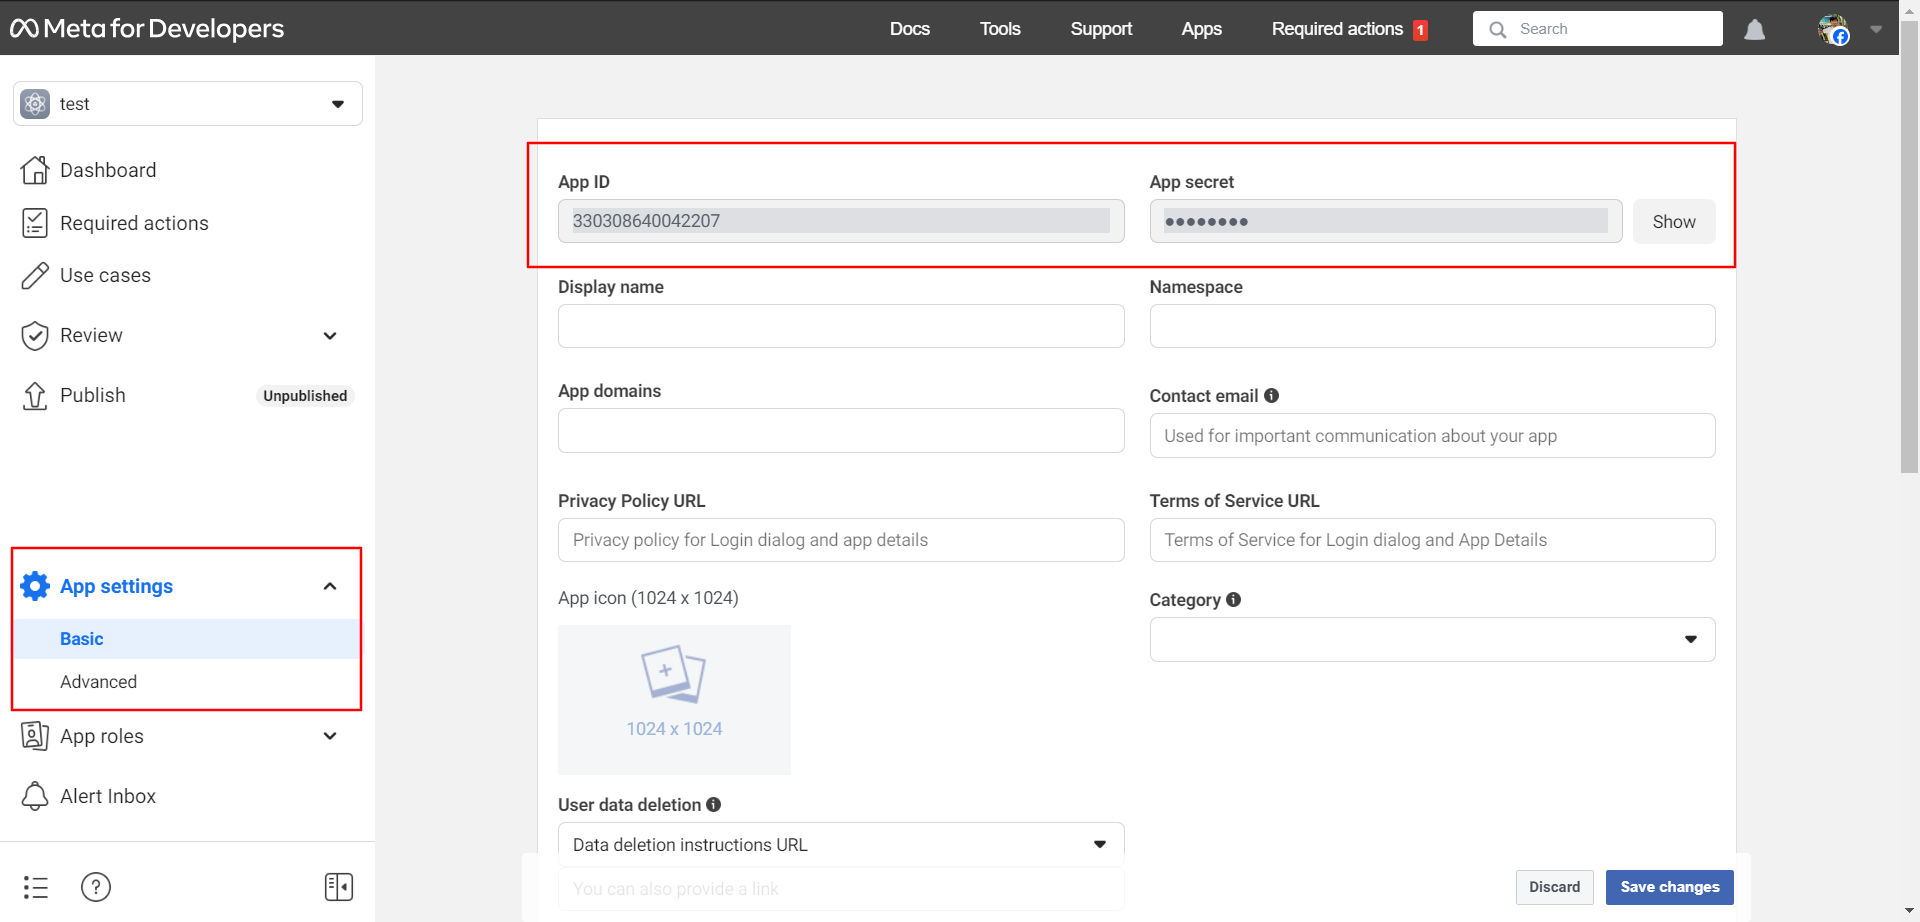 Meta for Developers
Docs
Tools
Support
Apps
Required actions 1
Search
test
Dashboard
Required actions
Use cases
Review
Publish
Unpublished
App settings
Basic
Advanced
App roles
Alert Inbox
App ID
330308640042207
App secret
●●●●●●●●
Show
Display name
Namespace
App domains
Contact email
Used for important communication about your app
Privacy Policy URL
Privacy policy for Login dialog and app details
Terms of Service URL
Terms of Service for Login dialog and App Details
App icon (1024 x 1024)
1024 x 1024
Category
User data deletion
Data deletion instructions URL
You can also provide a link
Discard
Save changes